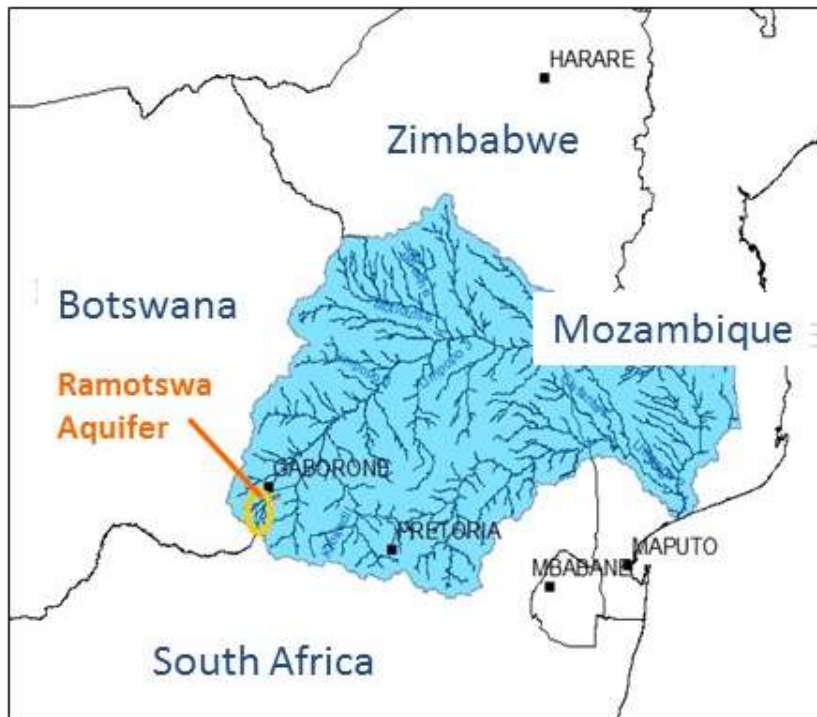 HARARE
Zimbabwe
Botswana
Mozambique
Ramotswa
Aquifer
GABORONE
PRETORIA
MAPUTO
MBABANE
South Africa